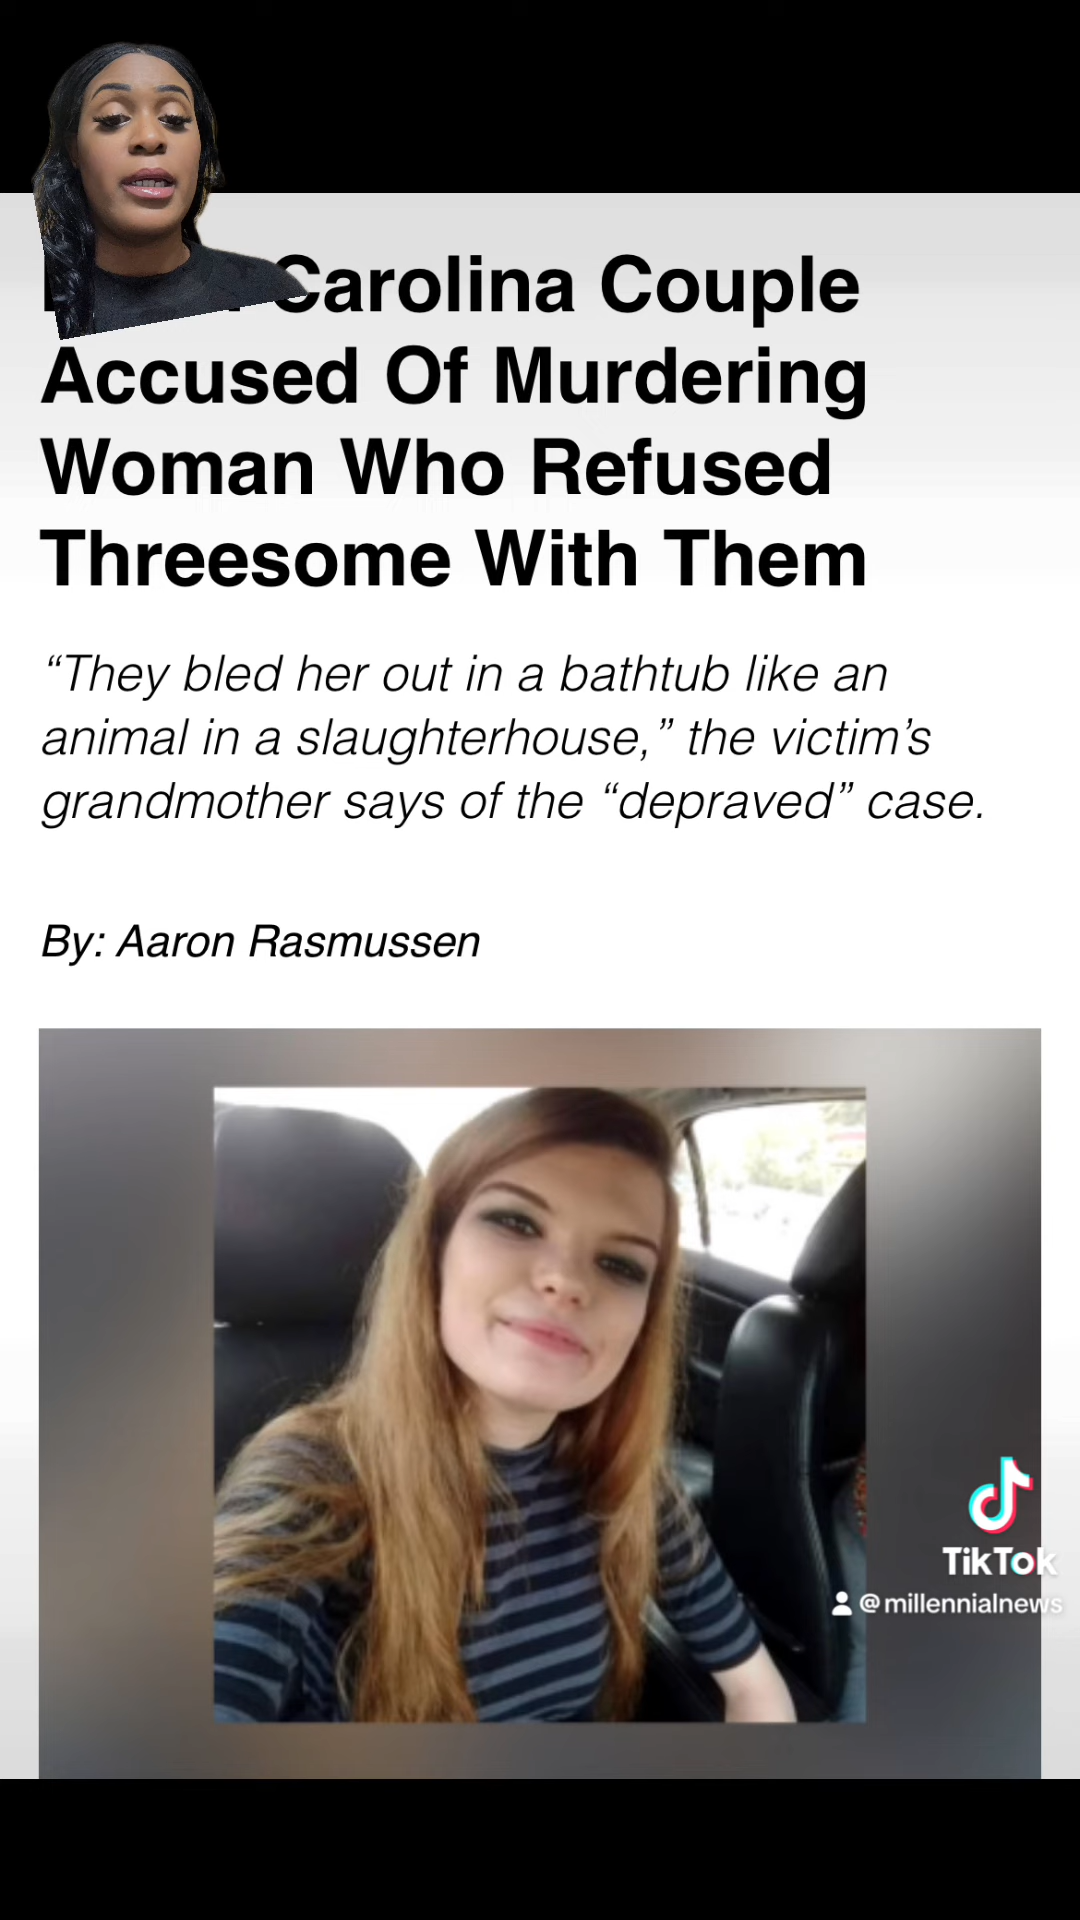 Carolina Couple
Accused Of Murdering
Woman Who Refused
Threesome With Them
“They bled her out in a bathtub like an
animal in a slaughterhouse,” the victim’s
grandmother says of the “depraved” case.
By: Aaron Rasmussen
TikTok
@millennialnews